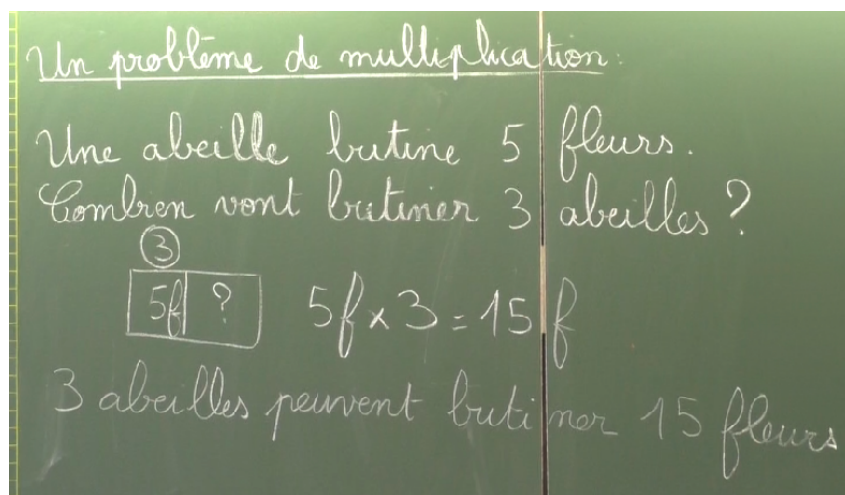 Un problème de multiplication:
Une abeille butine 5 fleurs.
Combien vont butiner 3 abeilles ?
3
5f ? 5f × 3 = 15 f
3 abeilles peuvent butiner 15 fleurs